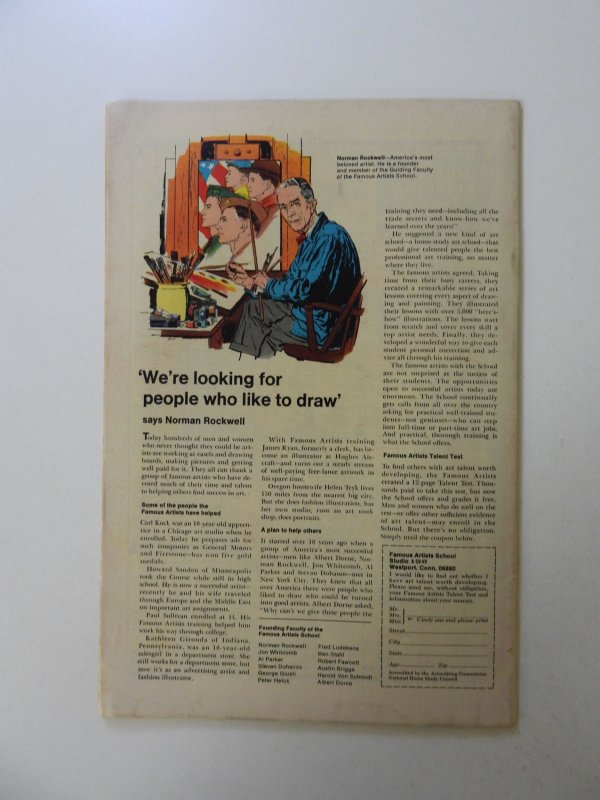 Norman Rockwell—America's most
beloved artist. He is a founder
and member of the Guiding Faculty
of the Famous Artists School.
'We're looking for
people who like to draw'
says Norman Rockwell
Today hundreds of men and women
who never thought they could be art-
ists are working at easels and drawing
boards, making pictures and getting
well paid for it. They all can thank a
group of famous artists who have de-
voted much of their time and talent
to helping others find success in art.
Some of the people the
Famous Artists have helped
Carl Kock was an 18-year-old appren-
tice in a Chicago art studio when he
enrolled. Today he prepares ads for
such companies as General Motors
and Firestone—has won five gold
medals.
Howard Sanden of Minneapolis
took the Course while still in high
school. He is now a successful artist—
recently he and his wife traveled
through Europe and the Middle East
on important art assignments.
Paul Sullivan enrolled at 14. His
Famous Artists training helped him
work his way through college.
Kathleen Gironda of Indiana,
Pennsylvania, was an 18-year-old
salesgirl in a department store. She
still works for a department store, but
now it's as an advertising artist and
fashion illustrator.
With Famous Artists training
James Ryan, formerly a clerk, has be-
come an illustrator at Hughes Air-
craft—and turns out a steady stream
of well-paying free-lance artwork in
his spare time.
Oregon housewife Helen Tryk lives
150 miles from the nearest big city.
But she does fashion illustration, has
her own studio, runs an art work
shop, does portraits.
A plan to help others
It started over 18 years ago when a
group of America's most successful
artists—men like Albert Dorne, Nor-
man Rockwell, Jon Whitcomb, Al
Parker and Stevan Dohanos—met in
New York City. They knew that all
over America there were people who
liked to draw who could be turned
into good artists. Albert Dorne asked,
"Why can't we give these people the
Founding Faculty of the
Famous Artists School
Norman Rockwell
Jon Whitcomb
Al Parker
Steven Dohanos
George Giusti
Peter Helck
Fred Ludekens
Ben Stahl
Robert Fawcett
Austin Briggs
Harold Von Schmidt
Albert Dorne
training they need—including all the
trade secrets and know-how we've
learned over the years?"
He suggested a new kind of art
school—a home study art school—that
would give talented people the best
professional art training, no matter
where they live.
The famous artists agreed. Taking
time from their busy careers, they
created a remarkable series of art
lessons covering every aspect of draw-
ing and painting. They illustrated
their lessons with over 5,000 "here's-
how" illustrations. The lessons start
from scratch and cover every skill a
top artist needs. Finally, they de-
veloped a wonderful way to give each
student personal correction and ad-
vice all through his training.
The famous artists with the School
are not surprised at the success of
their students. The opportunities
open to successful artists today are
enormous. The School continually
gets calls from all over the country
asking for practical well-trained stu-
dents—not geniuses—who can step
into full-time or part-time art jobs.
And practical, thorough training is
what the School offers.
Famous Artists Talent Test
To find others with art talent worth
developing, the Famous Artists
created a 12-page Talent Test. Thou-
sands paid to take this test, but now
the School offers and grades it free.
Men and women who do well on the
test—or offer other sufficient evidence
of art talent—may enroll in the
School. But there's no obligation.
Simply mail the coupon below.
Famous Artists School
Studio
Westport, Conn. 06880
I would like to find out whether I
have art talent worth developing.
Please send me, without obligation,
your Famous Artists Talent Test and
information about your courses.
Mr.
Mrs. ← Circle one and please print
Miss
Street
City
State
Age Zip
Accredited by the Accrediting Commission
National Home Study Council